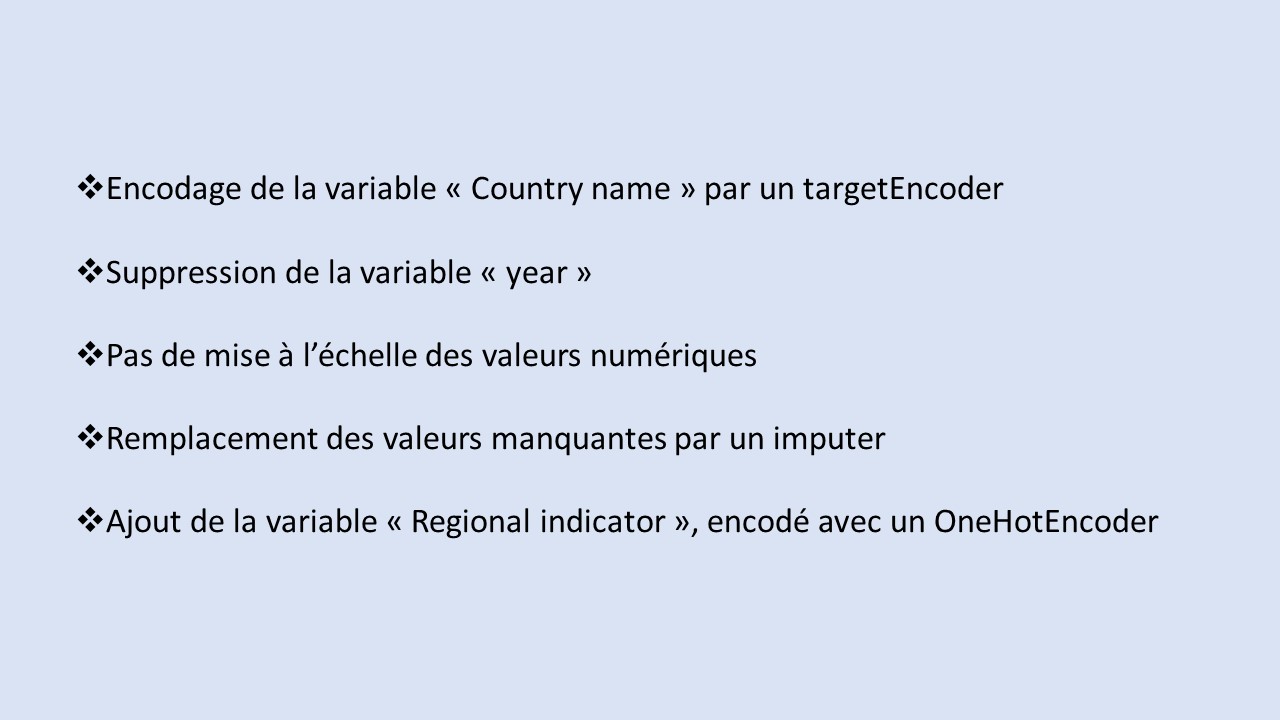 ❖Encodage de la variable « Country name » par un targetEncoder
❖Suppression de la variable « year »
❖Pas de mise à l’échelle des valeurs numériques
❖Remplacement des valeurs manquantes par un imputer
❖Ajout de la variable « Regional indicator », encodé avec un OneHotEncoder